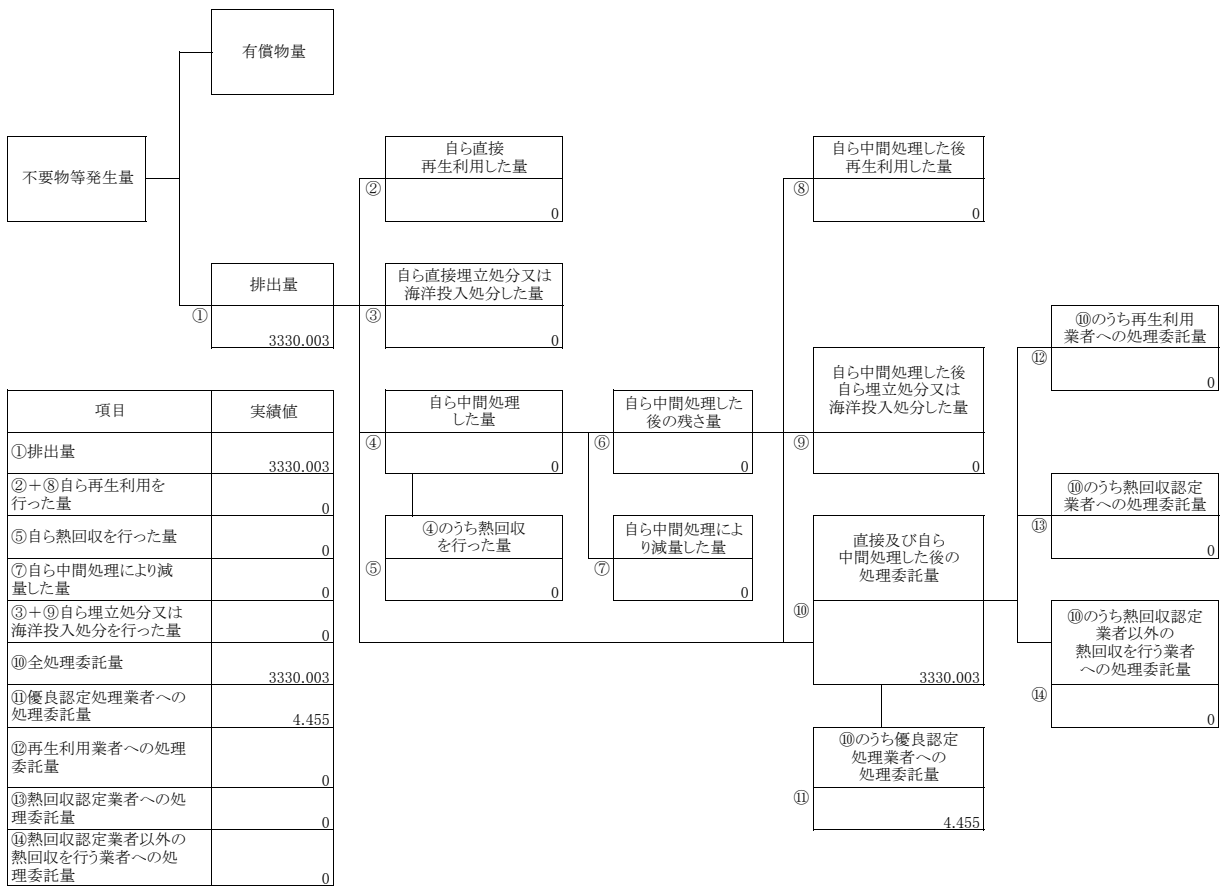 有償物量
不要物等発生量
自ら直接
再生利用した量
②
0
自ら中間処理した後
再生利用した量
⑧
0
排出量
①
3330.003
自ら直接埋立処分又は
海洋投入処分した量
③
0
⑩のうち再生利用
業者への処理委託量
⑫
0
自ら中間処理
した量
④
0
自ら中間処理した
後の残さ量
⑥
0
自ら中間処理した後
自ら埋立処分又は
海洋投入処分した量
⑨
0
⑩のうち熱回収認定
業者への処理委託量
⑬
0
④のうち熱回収
を行った量
⑤
0
自ら中間処理によ
り減量した量
⑦
0
直接及び自ら
中間処理した後の
処理委託量
⑩
3330.003
⑩のうち熱回収認定
業者以外の
熱回収を行う業者
への処理委託量
⑭
0
⑩のうち優良認定
処理業者への
処理委託量
⑪
4.455
項目 実績値
①排出量
3330.003
②+⑧自ら再生利用を
行った量
0
⑤自ら熱回収を行った量
0
⑦自ら中間処理により減
量した量
0
③+⑨自ら埋立処分又は
海洋投入処分を行った量
0
⑩全処理委託量
3330.003
⑪優良認定処理業者への
処理委託量
4.455
⑫再生利用業者への処理
委託量
0
⑬熱回収認定業者への処
理委託量
0
⑭熱回収認定業者以外の
熱回収を行う業者への処
理委託量
0